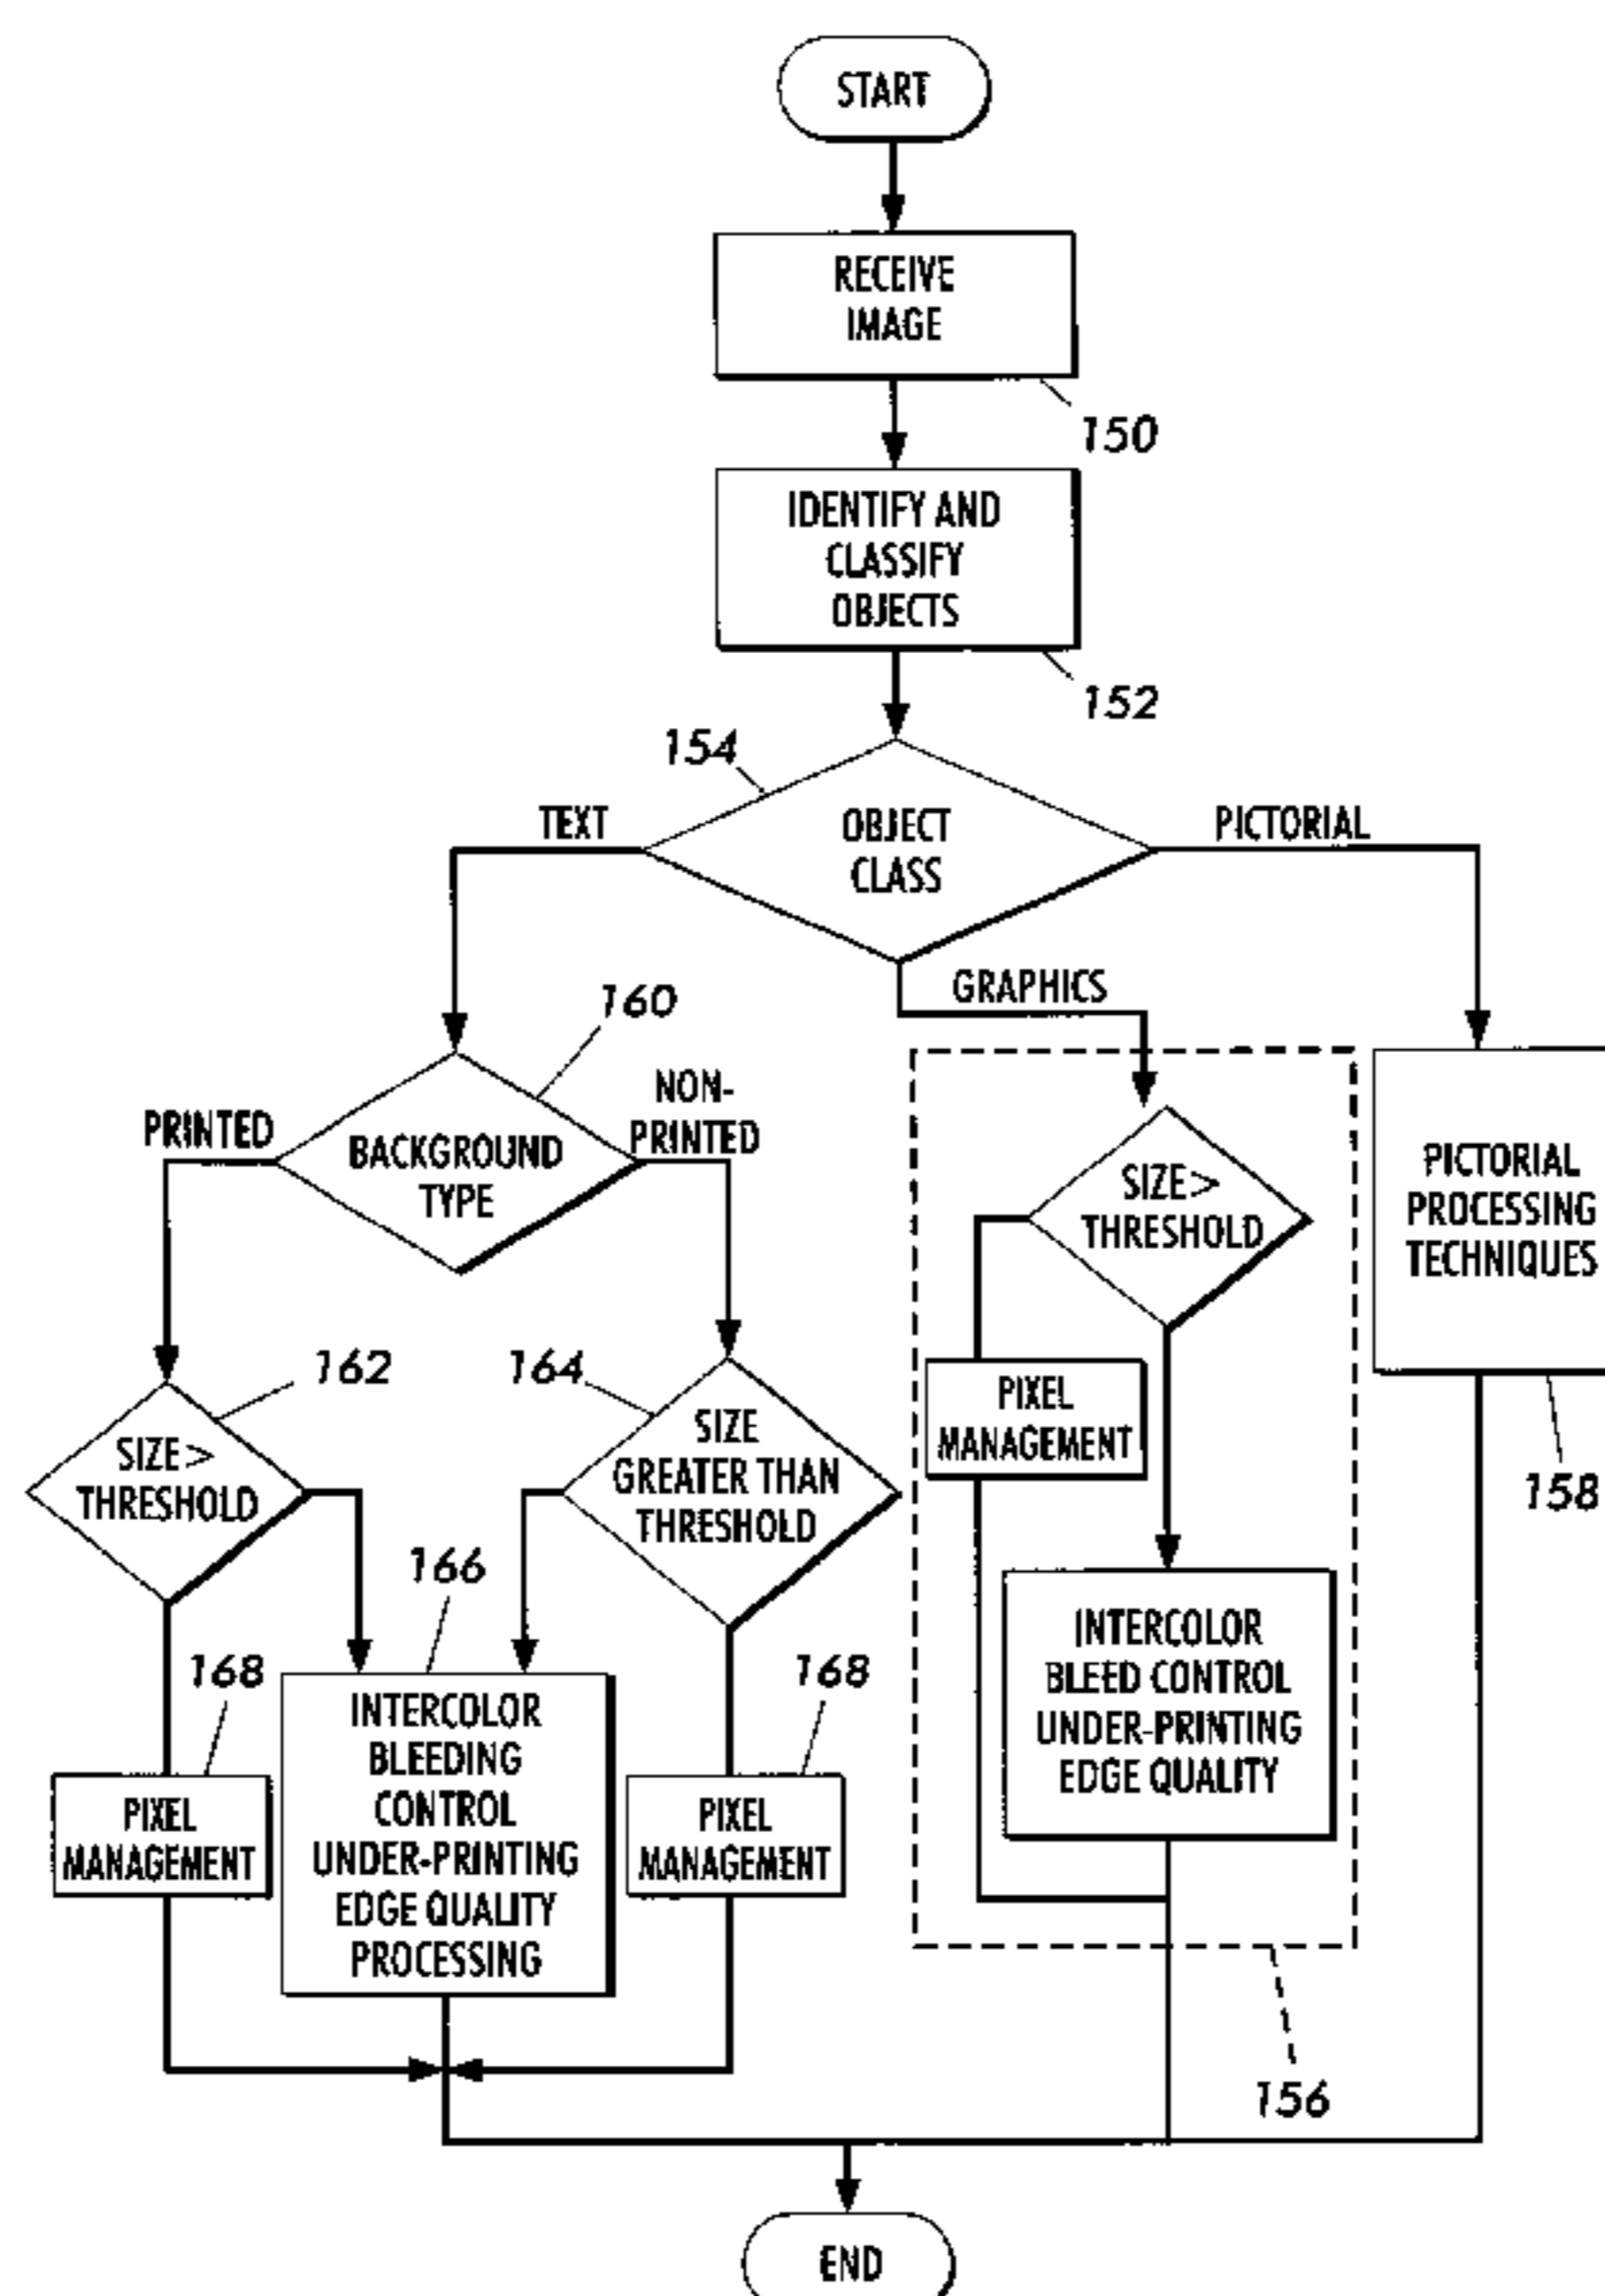 START
RECEIVE
IMAGE
150
IDENTIFY AND
CLASSIFY
OBJECTS
152
154
TEXT
OBJECT
CLASS
PICTORIAL
GRAPHICS
160
PRINTED
BACKGROUND
TYPE
NON-
PRINTED
SIZE >
THRESHOLD
PIXEL
MANAGEMENT
PICTORIAL
PROCESSING
TECHNIQUES
158
162
SIZE >
THRESHOLD
164
SIZE
GREATER THAN
THRESHOLD
166
168
PIXEL
MANAGEMENT
INTERCOLOR
BLEEDING
CONTROL
UNDER-PRINTING
EDGE QUALITY
PROCESSING
168
PIXEL
MANAGEMENT
INTERCOLOR
BLEED CONTROL
UNDER-PRINTING
EDGE QUALITY
156
END